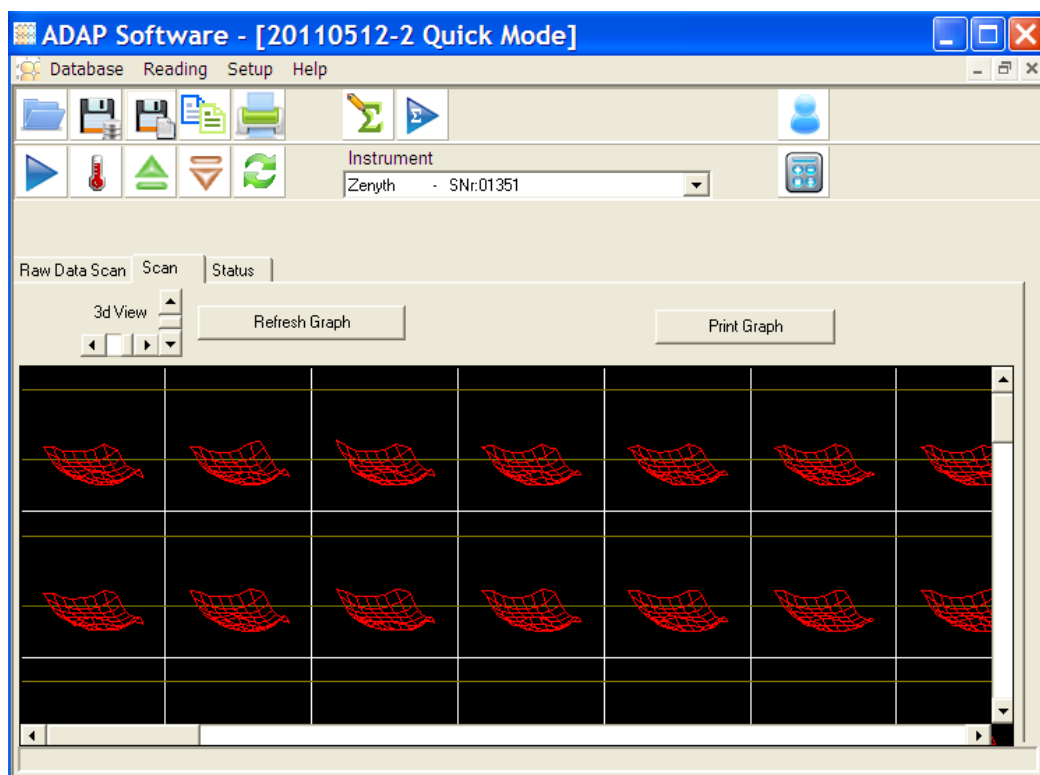 ADAP Software - [20110512-2 Quick Mode]
Database Reading Setup Help
Instrument
Zenyth - SNr:01351
Raw Data Scan Scan Status
3d View Refresh Graph Print Graph